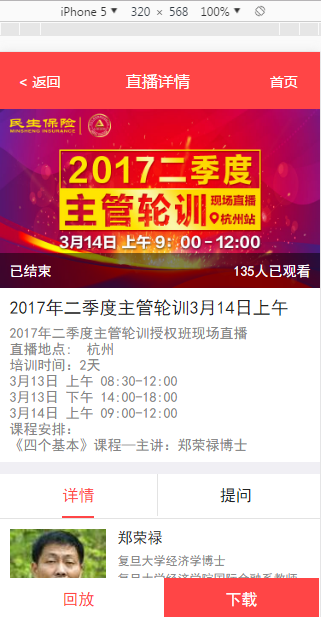 iPhone 5 ▼ 320 × 568 100% ▼
< 返回 直播详情 首页
民生保险
MINSHENG INSURANCE
2017二季度
主管轮训 现场直播 杭州站
3月14日 上午 9：00-12:00
已结束 135人已观看
2017年二季度主管轮训3月14日上午
2017年二季度主管轮训授权班现场直播
直播地点： 杭州
培训时间：2天
3月13日 上午 08:30-12:00
3月13日 下午 14:00-18:00
3月14日 上午 09:00-12:00
课程安排：
《四个基本》课程—主讲：郑荣禄博士
详情 提问
郑荣禄
复旦大学经济学博士
复旦大学经济学院国际金融系教师
回放 下载